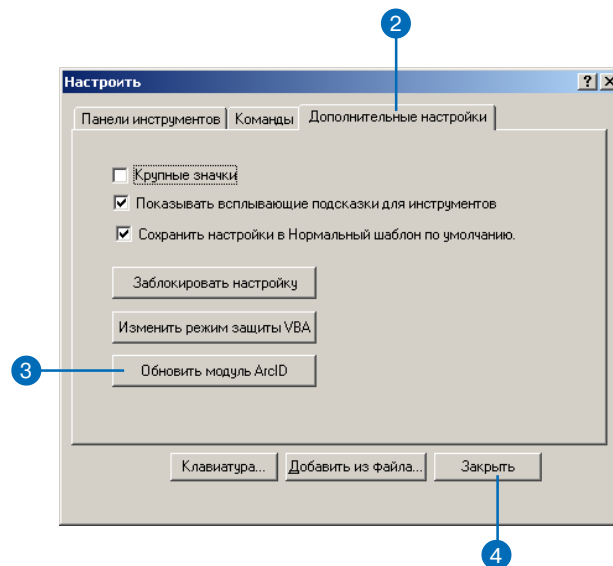 2
Настроить
Панели инструментов Команды Дополнительные настройки
Крупные значки
Показывать всплывающие подсказки для инструментов
Сохранить настройки в Нормальный шаблон по умолчанию.
Заблокировать настройку
Изменить режим защиты VBA
3 Обновить модуль ArcID
Клавиатура... Добавить из файла... Закрыть
4